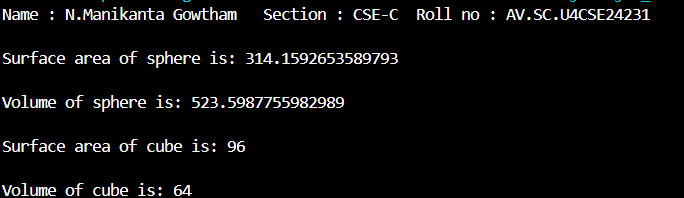 Name : N.Manikanta Gowtham   Section : CSE-C  Roll no : AV.SC.U4CSE24231
Surface area of sphere is: 314.1592653589793
Volume of sphere is: 523.5987755982989
Surface area of cube is: 96
Volume of cube is: 64